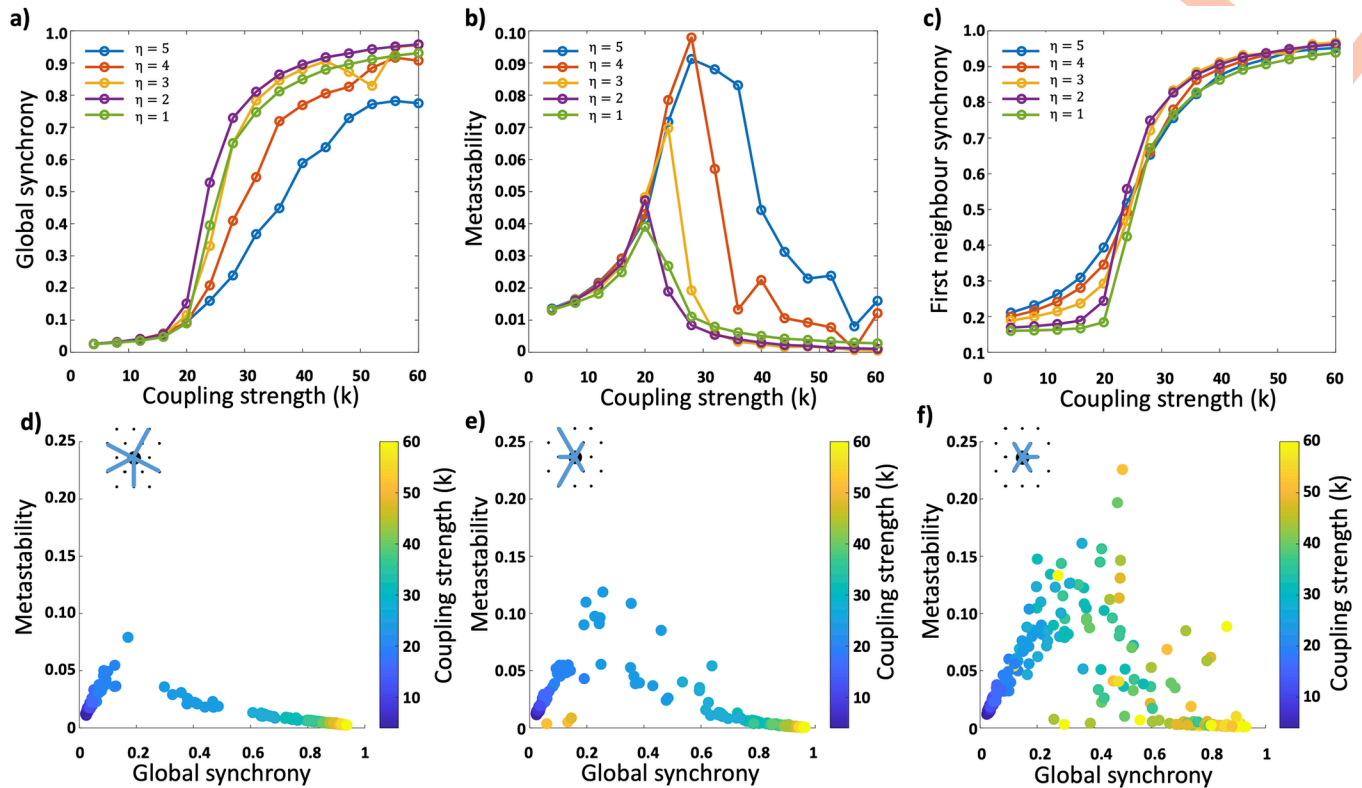 a)
Global synchrony
1.0
0.9
0.8
0.7
0.6
0.5
0.4
0.3
0.2
0.1
0
η = 5
η = 4
η = 3
η = 2
η = 1
0 10 20 30 40 50 60
Coupling strength (k)
b)
Metastability
0.10
0.09
0.08
0.07
0.06
0.05
0.04
0.03
0.02
0.01
0
η = 5
η = 4
η = 3
η = 2
η = 1
0 10 20 30 40 50 60
Coupling strength (k)
c)
First neighbour synchrony
1.0
0.9
0.8
0.7
0.6
0.5
0.4
0.3
0.2
0.1
η = 5
η = 4
η = 3
η = 2
η = 1
0 10 20 30 40 50 60
Coupling strength (k)
d)
Metastability
0.25
0.20
0.15
0.10
0.05
0
0 0.2 0.4 0.6 0.8 1
Global synchrony
60
50
40
30
20
10
Coupling strength (k)
e)
Metastability
0.25
0.20
0.15
0.10
0.05
0
0 0.2 0.4 0.6 0.8 1
Global synchrony
60
50
40
30
20
10
Coupling strength (k)
f)
Metastability
0.25
0.20
0.15
0.10
0.05
0
0 0.2 0.4 0.6 0.8 1
Global synchrony
60
50
40
30
20
10
Coupling strength (k)